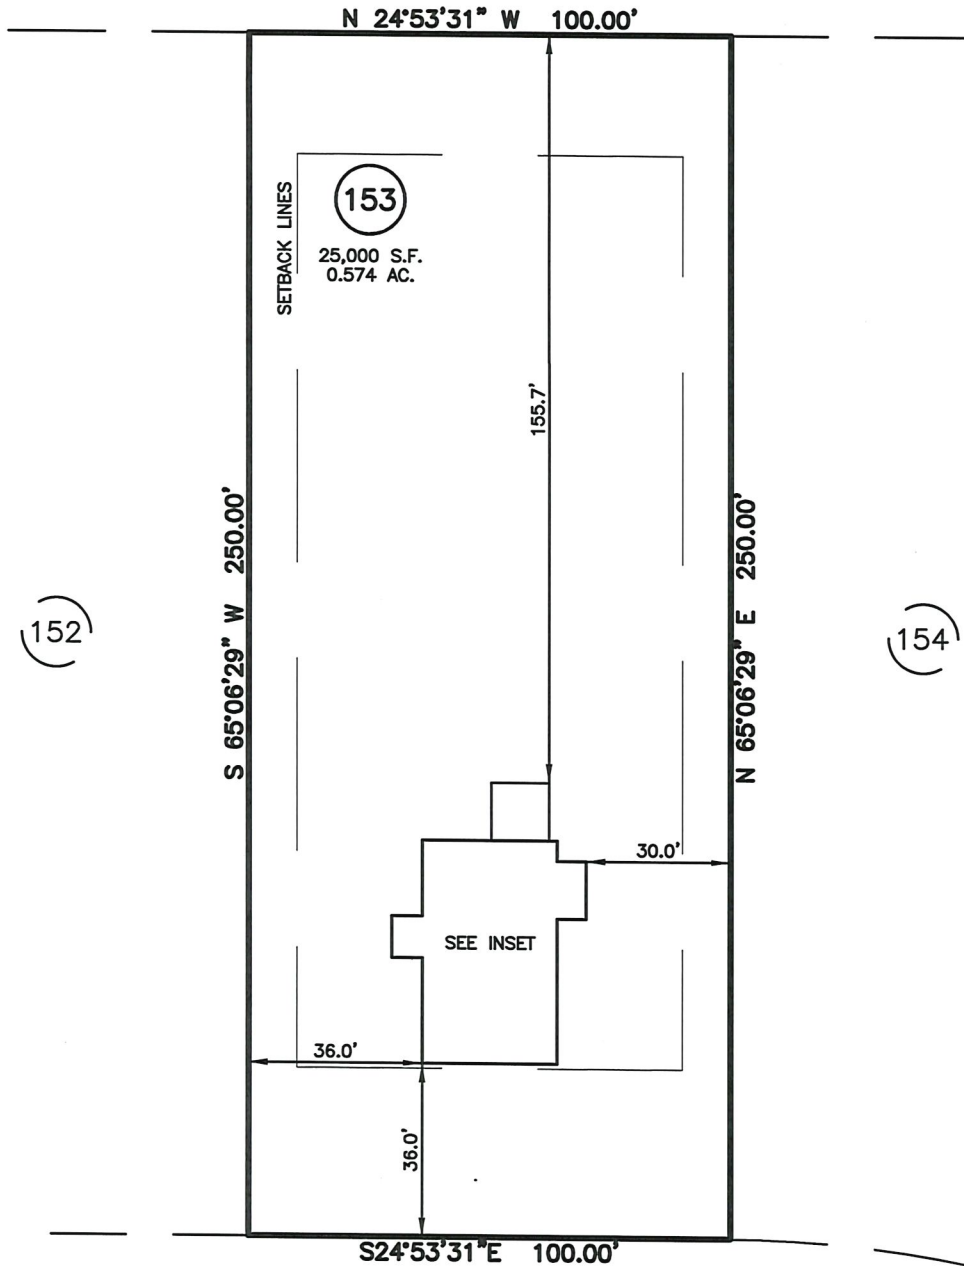 N 24°53'31" W 100.00'
SETBACK LINES
153
25,000 S.F.
0.574 AC.
155.7'
S 65°06'29" W 250.00'
N 65°06'29" E 250.00'
152
154
30.0'
SEE INSET
36.0'
36.0'
S24°53'31"E 100.00'